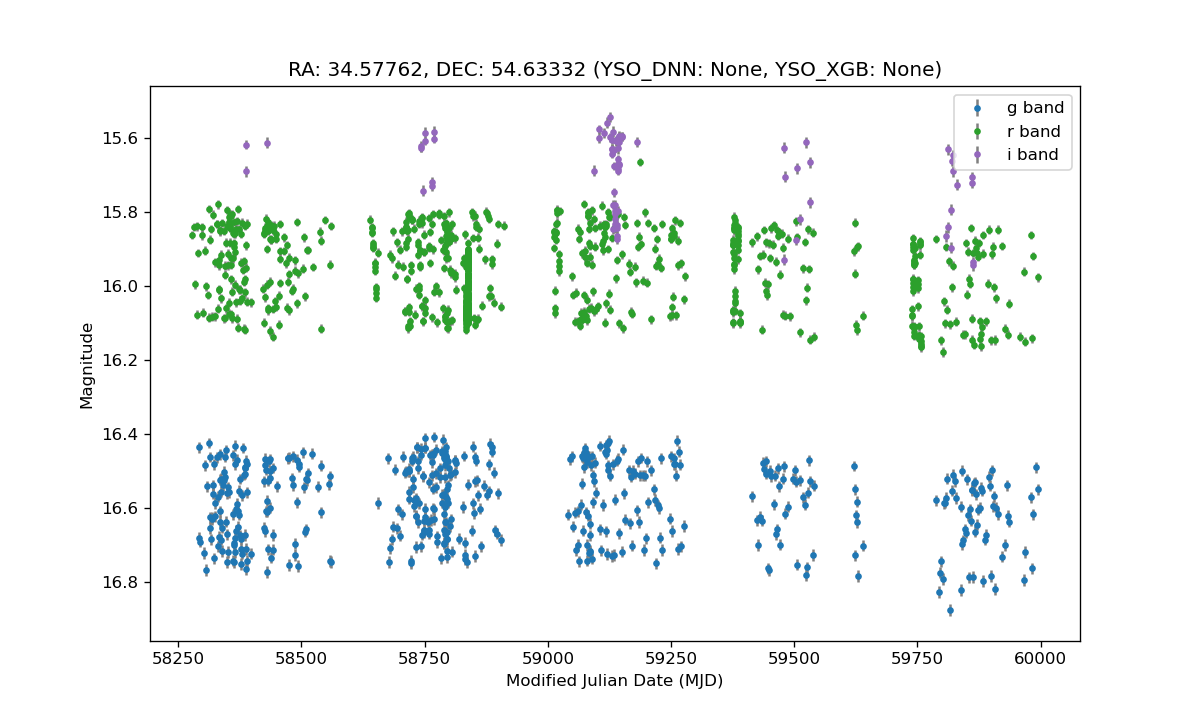 RA: 34.57762, DEC: 54.63332 (YSO_DNN: None, YSO_XGB: None)
g band
r band
i band
15.6
15.8
16.0
16.2
16.4
16.6
16.8
Magnitude
58250 58500 58750 59000 59250 59500 59750 60000
Modified Julian Date (MJD)